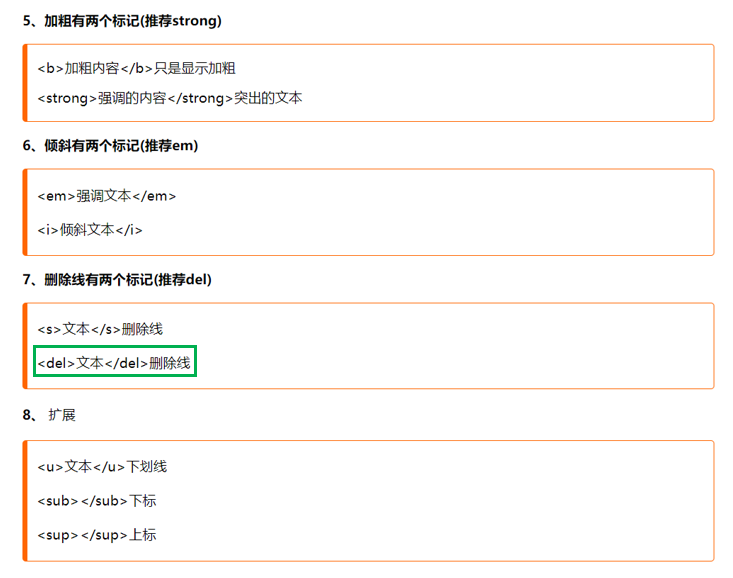 5、加粗有两个标记(推荐strong)
<b>加粗内容</b>只是显示加粗
<strong>强调的内容</strong>突出的文本
6、倾斜有两个标记(推荐em)
<em>强调文本</em>
<i>倾斜文本</i>
7、删除线有两个标记(推荐del)
<s>文本</s>删除线
<del>文本</del>删除线
8、 扩展
<u>文本</u>下划线
<sub></sub>下标
<sup></sup>上标